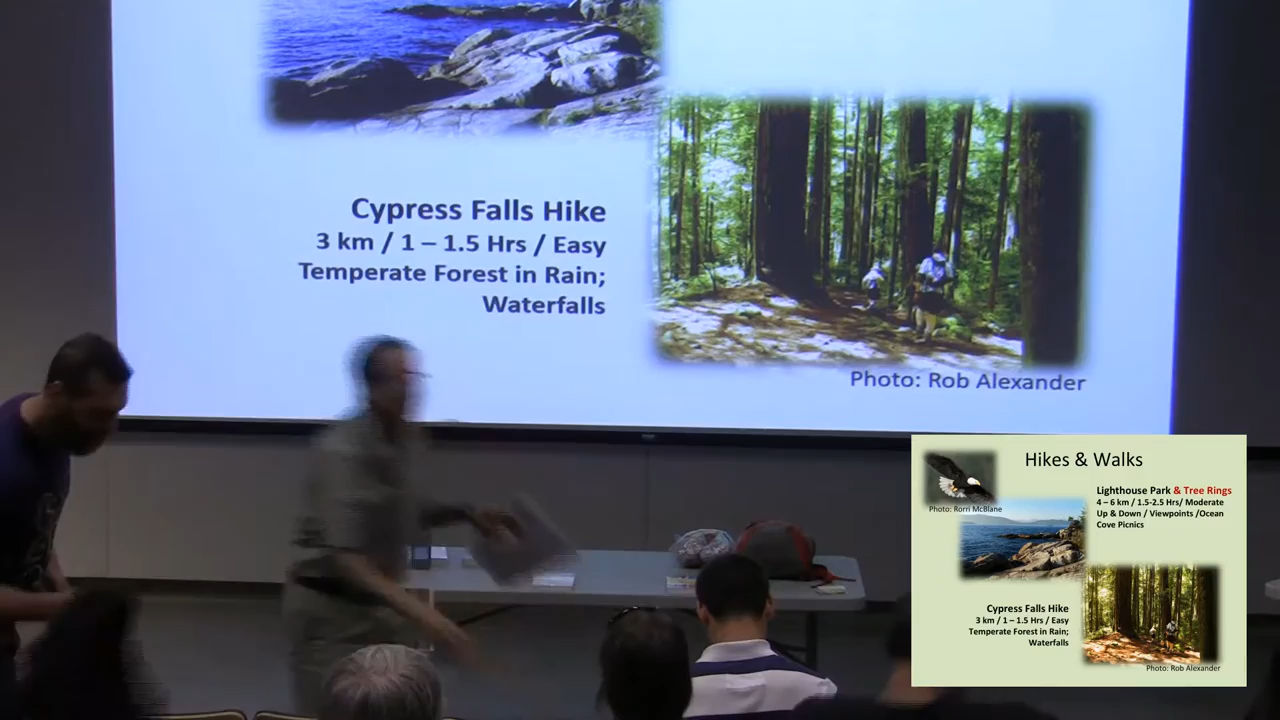 Cypress Falls Hike
3 km / 1 – 1.5 Hrs / Easy
Temperate Forest in Rain;
Waterfalls
Photo: Rob Alexander
Hikes & Walks
Photo: Rorri McBlane
Lighthouse Park & Tree Rings
4 – 6 km / 1.5-2.5 Hrs/ Moderate
Up & Down / Viewpoints /Ocean
Cove Picnics
Cypress Falls Hike
3 km / 1 – 1.5 Hrs / Easy
Temperate Forest in Rain;
Waterfalls
Photo: Rob Alexander